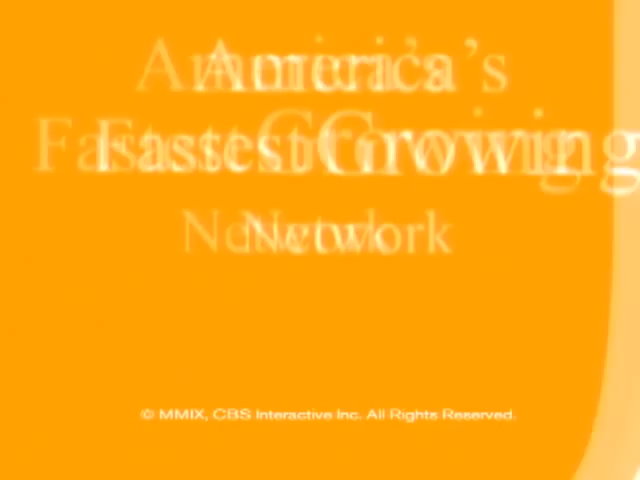 America's
Fastest Growing
Network
© MMIX, CBS Interactive Inc. All Rights Reserved.